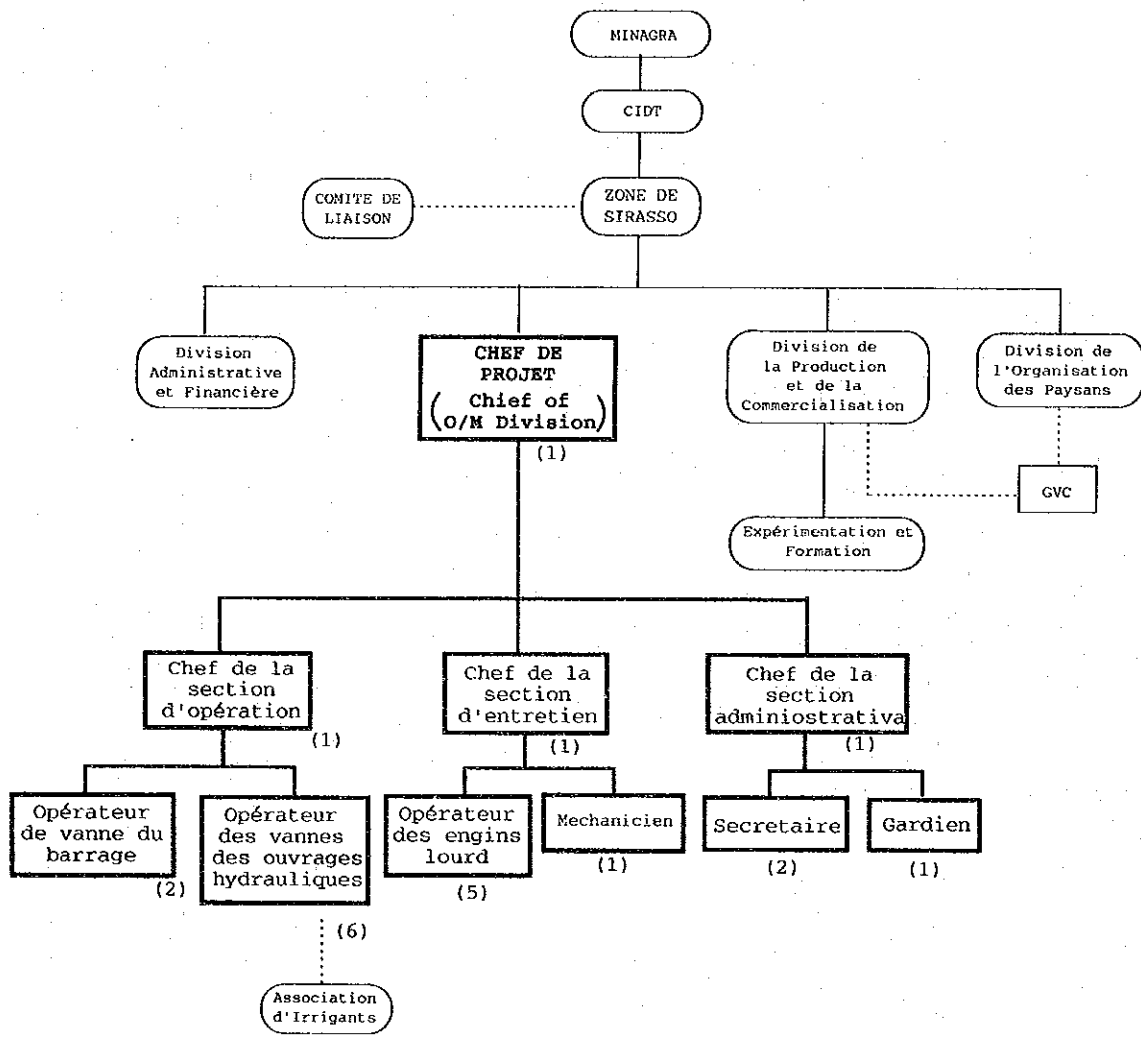 MINAGRA
CIDT
COMITE DE
LIAISON
ZONE DE
SIRASSO
Division
Administrative
et Financière
CHEF DE
PROJET
( Chief of
O/M Division )
(1)
Division de
la Production
et de la
Commercialisation
Division de
l'Organisation
des Paysans
GVC
Expérimentation et
Formation
Chef de la
section
d'opération
(1)
Chef de la
section
d'entretien
(1)
Chef de la
section
adminiostrativa
(1)
Opérateur
de vanne du
barrage
(2)
Opérateur
des vannes
des ouvrages
hydrauliques
(6)
Opérateur
des engins
lourd
(5)
Mechanicien
(1)
Secretaire
(2)
Gardien
(1)
Association
d'Irrigants